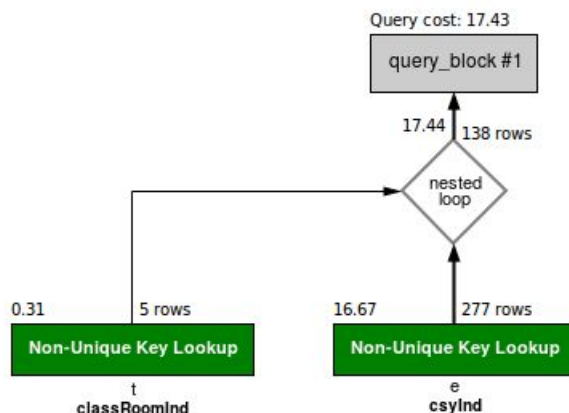 Query cost: 17.43
query_block #1
17.44 138 rows
nested
loop
0.31 5 rows 16.67 277 rows
Non-Unique Key Lookup Non-Unique Key Lookup
t e
classRoomInd csyInd